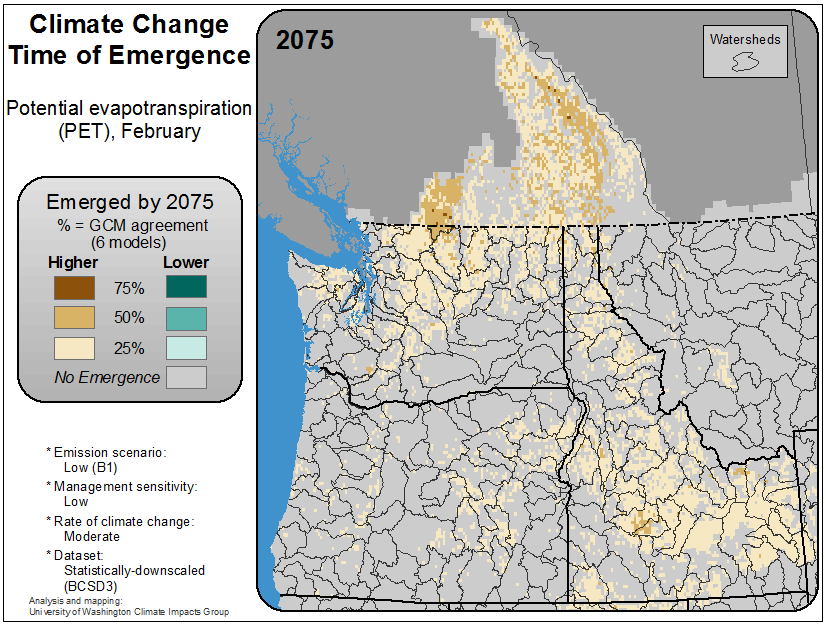 Climate Change
Time of Emergence
Potential evapotranspiration
(PET), February
Emerged by 2075
% = GCM agreement
(6 models)
Higher Lower
75%
50%
25%
No Emergence
* Emission scenario:
Low (B1)
* Management sensitivity:
Low
* Rate of climate change:
Moderate
* Dataset:
Statistically-downscaled
(BCSD3)
Analysis and mapping:
University of Washington Climate Impacts Group
2075
Watersheds